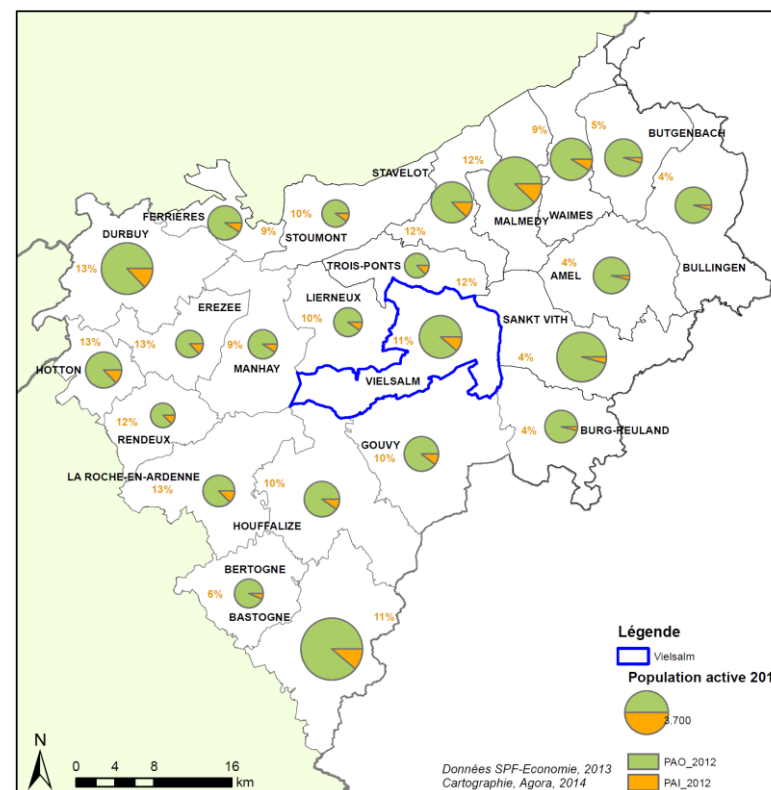 9%
5%
BUTGENBACH
12%
STAVELOT
4%
10%
FERRIÈRES
MALMEDY
WAIMES
DURBUY
9%
STOUMONT
12%
13%
TROIS-PONTS
4%
AMEL
BULLINGEN
12%
EREZEE
LIERNEUX
10%
SANKT VITH
13%
13%
9%
11%
4%
HOTTON
MANHAY
VIELSALM
12%
4%
BURG-REULAND
RENDEUX
GOUVY
10%
LA ROCHE-EN-ARDENNE
13%
10%
HOUFFALIZE
BERTOGNE
6%
BASTOGNE
11%
Légende
Vielsalm
Population active 201
3.700
N
0 4 8 16
km
Données SPF-Economie, 2013
Cartographie, Agora, 2014
PAO_2012
PAI_2012